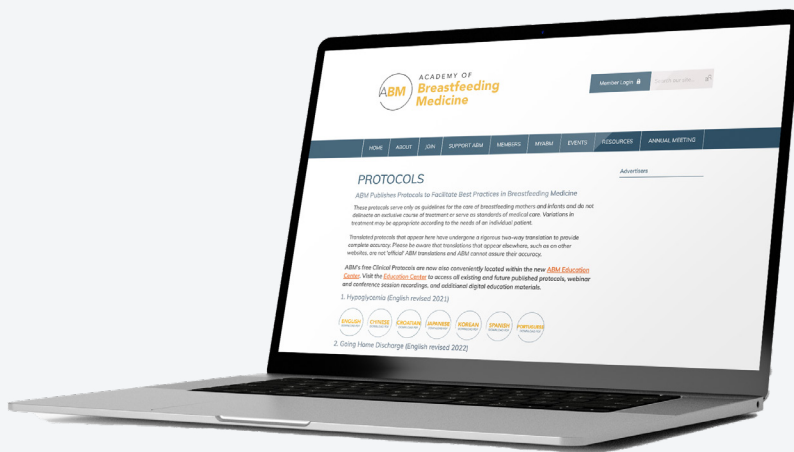 ABM
ACADEMY OF
Breastfeeding
Medicine
Member Login
HOME ABOUT JOIN SUPPORT ABM MEMBERS MYABM EVENTS RESOURCES ANNUAL MEETING
PROTOCOLS
Advertisers
ABM Publishes Protocols to Facilitate Best Practices in Breastfeeding Medicine
These protocols serve only as guidelines for the care of breastfeeding mothers and infants and do not
delineate an exclusive course of treatment or serve as standards of medical care. Variations in
treatment may be appropriate according to the needs of an individual patient.
Translated protocols that appear here have undergone a rigorous two-way translation to provide
complete accuracy. Please be aware that translations that appear elsewhere, such as on other
websites, are not 'official' ABM translations and ABM cannot assure their accuracy.
ABM's free Clinical Protocols are now also conveniently located within the new ABM Education
Center. Visit the Education Center to access all existing and future published protocols, webinar
and conference session recordings, and additional digital education materials.
1. Hypoglycemia (English revised 2021)
ENGLISH CHINESE CROATIAN JAPANESE KOREAN SPANISH PORTUGUESE
2. Going Home Discharge (English revised 2022)